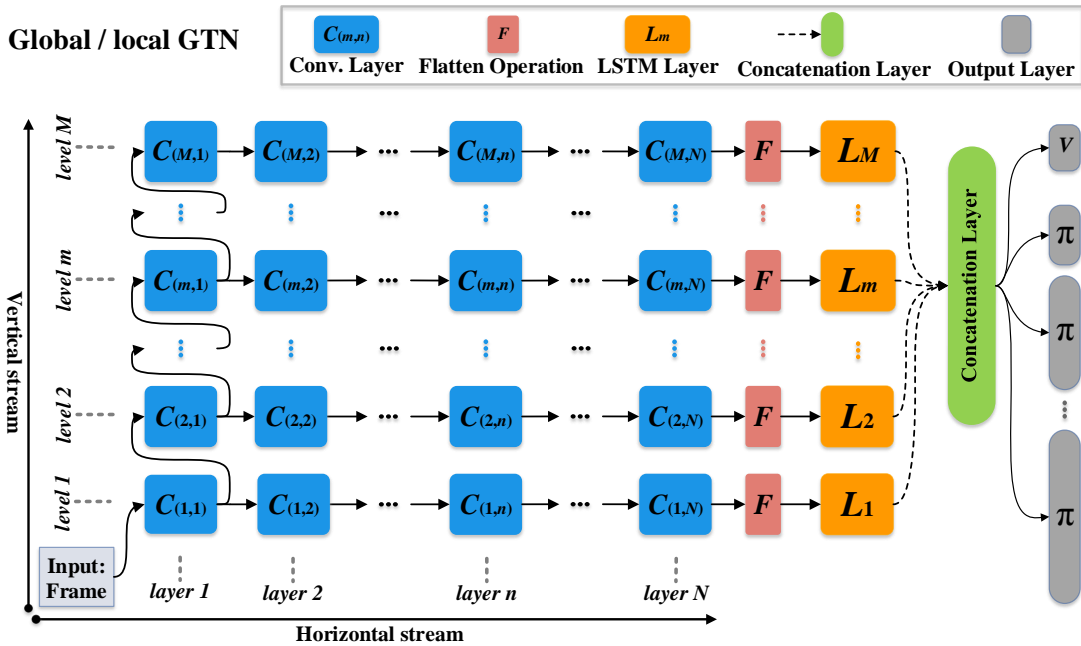 Global / local GTN
C(m,n)
F
Lm
Conv. Layer
Flatten Operation
LSTM Layer
Concatenation Layer
Output Layer
level M
C(M,1)
C(M,2)
...
C(M,n)
...
C(M,N)
F
LM
V
...
...
π
level m
C(m,1)
C(m,2)
...
C(m,n)
...
C(m,N)
F
Lm
Concatenation Layer
π
Vertical stream
...
...
level 2
C(2,1)
C(2,2)
...
C(2,n)
...
C(2,N)
F
L2
level 1
C(1,1)
C(1,2)
...
C(1,n)
...
C(1,N)
F
L1
π
Input:
Frame
layer 1
layer 2
layer n
layer N
Horizontal stream